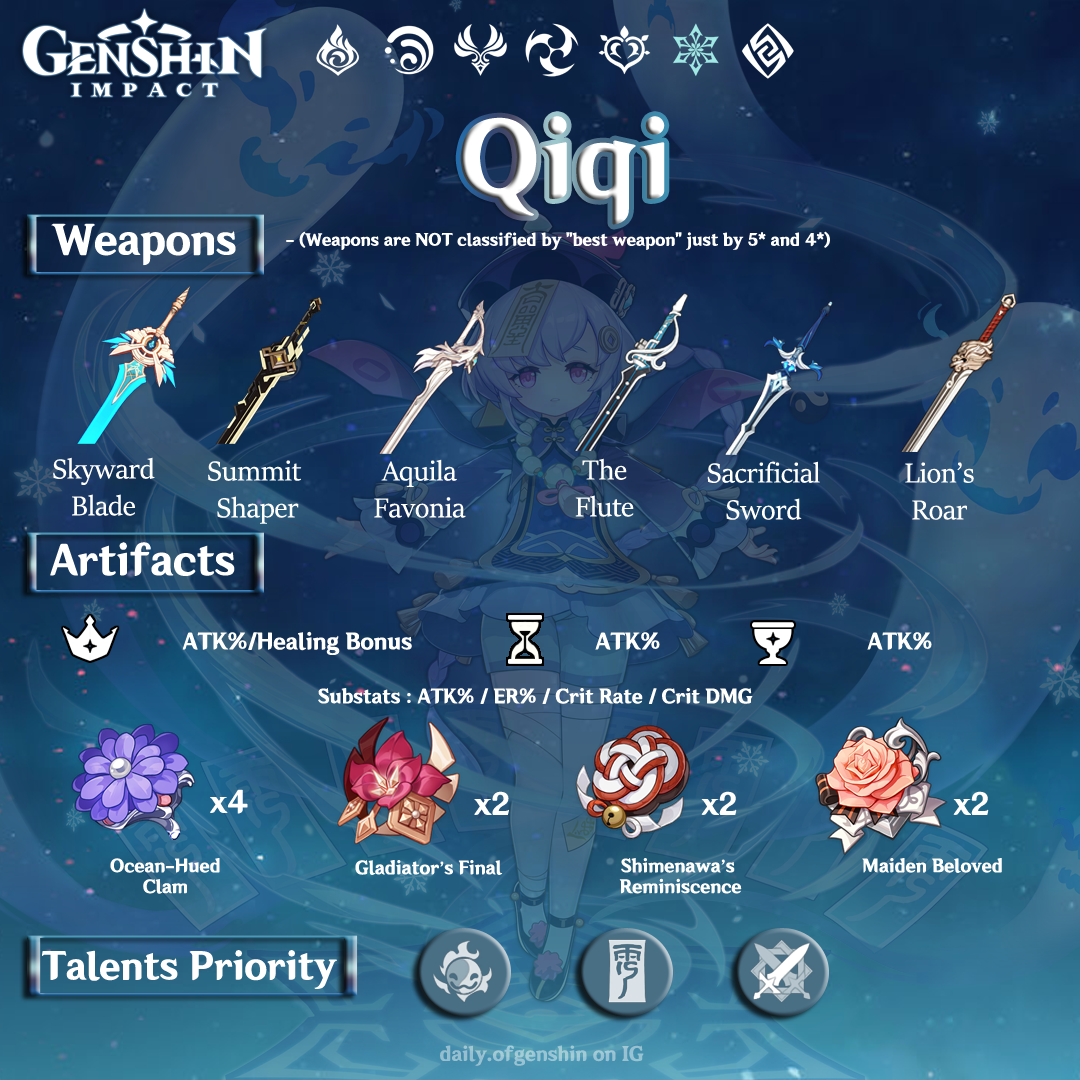 GENSHIN
IMPACT
Qiqi
Weapons
- (Weapons are NOT classified by "best weapon" just by 5* and 4*)
Skyward
Blade
Summit
Shaper
Aquila
Favonia
The
Flute
Sacrificial
Sword
Lion's
Roar
Artifacts
ATK%/Healing Bonus
ATK%
ATK%
Substats : ATK% / ER% / Crit Rate / Crit DMG
x4
x2
x2
x2
Ocean-Hued
Clam
Gladiator's Final
Shimenawa's
Reminiscence
Maiden Beloved
Talents Priority
daily.ofgenshin on IG